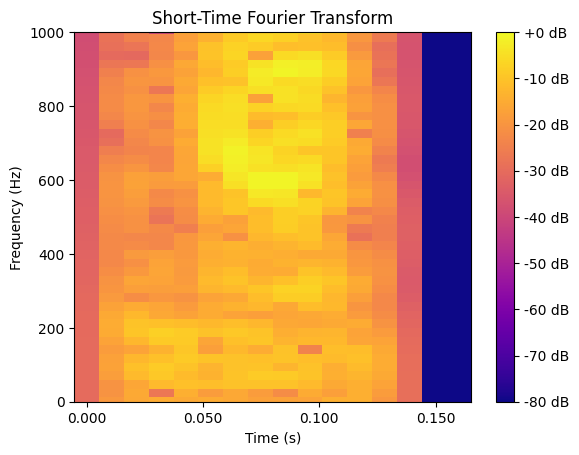 Short-Time Fourier Transform
Frequency (Hz)
1000
800
600
400
200
0
0.000
0.050
0.100
0.150
Time (s)
+0 dB
-10 dB
-20 dB
-30 dB
-40 dB
-50 dB
-60 dB
-70 dB
-80 dB